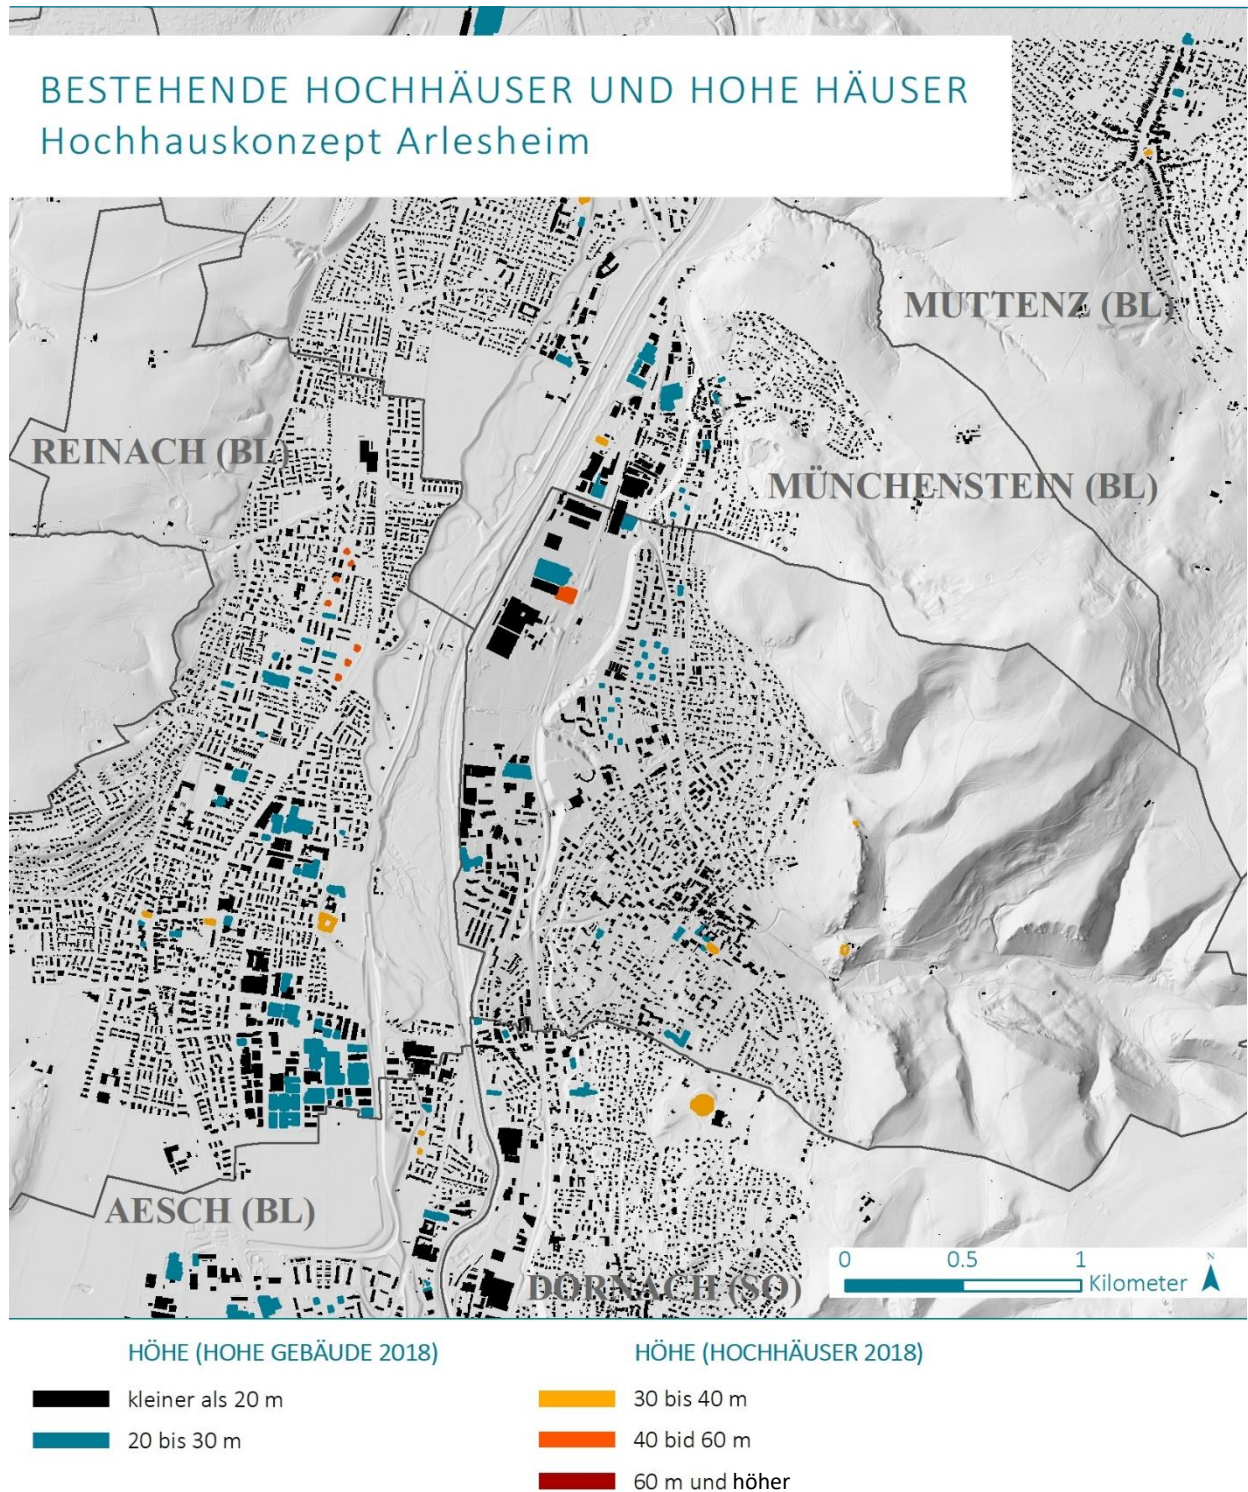 BESTEHENDE HOCHHÄUSER UND HOHE HÄUSER
Hochhauskonzept Arlesheim
MUTTENZ (BL)
REINACH (BL)
MÜNCHENSTEIN (BL)
AESCH (BL)
DORNACH (SO)
0 0.5 1
Kilometer
N
HÖHE (HOHE GEBÄUDE 2018)
kleiner als 20 m
20 bis 30 m
HÖHE (HOCHHÄUSER 2018)
30 bis 40 m
40 bid 60 m
60 m und höher